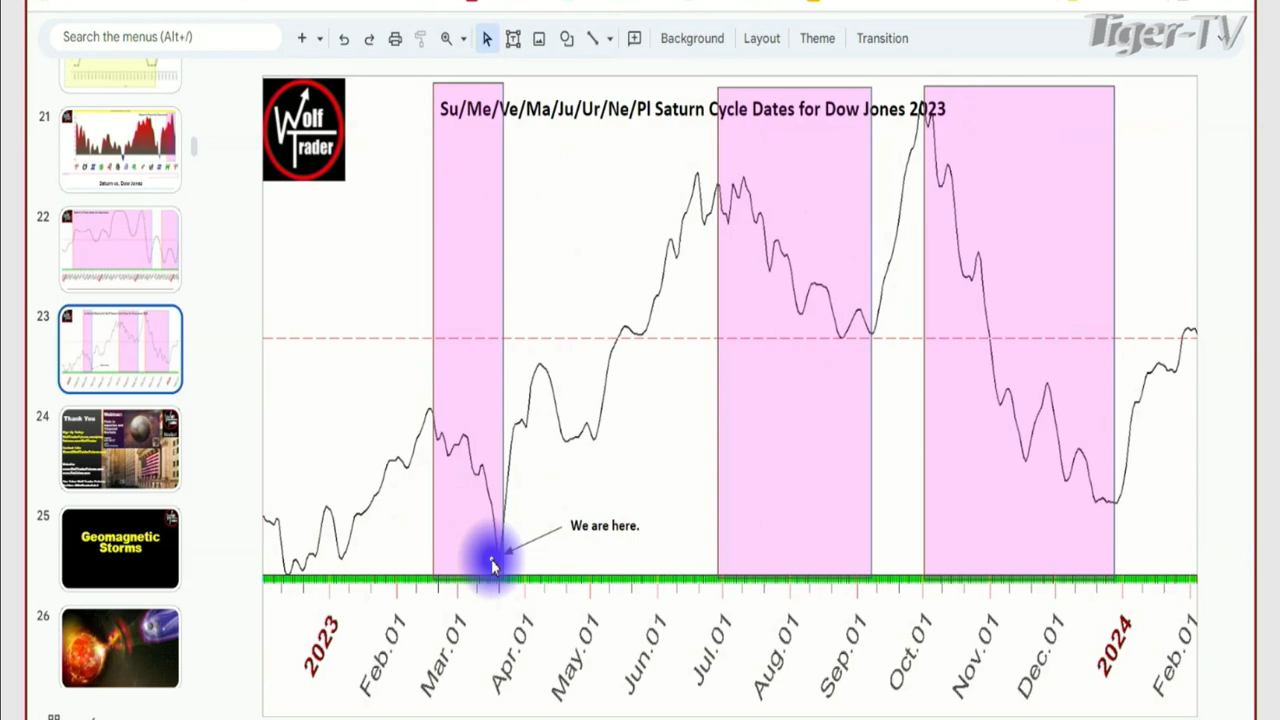 Search the menus (Alt+/)
Background
Layout
Theme
Transition
Tiger-TV
Wolf
Trader
Su/Me/Ve/Ma/Ju/Ur/Ne/Pl Saturn Cycle Dates for Dow Jones 2023
We are here.
2023
Feb.01
Mar.01
Apr.01
May.01
Jun.01
Jul.01
Aug.01
Sep.01
Oct.01
Nov.01
Dec.01
2024
Feb.01
21
Saturn vs. Dow Jones
22
23
24
Thank You
25
Geomagnetic
Storms
26